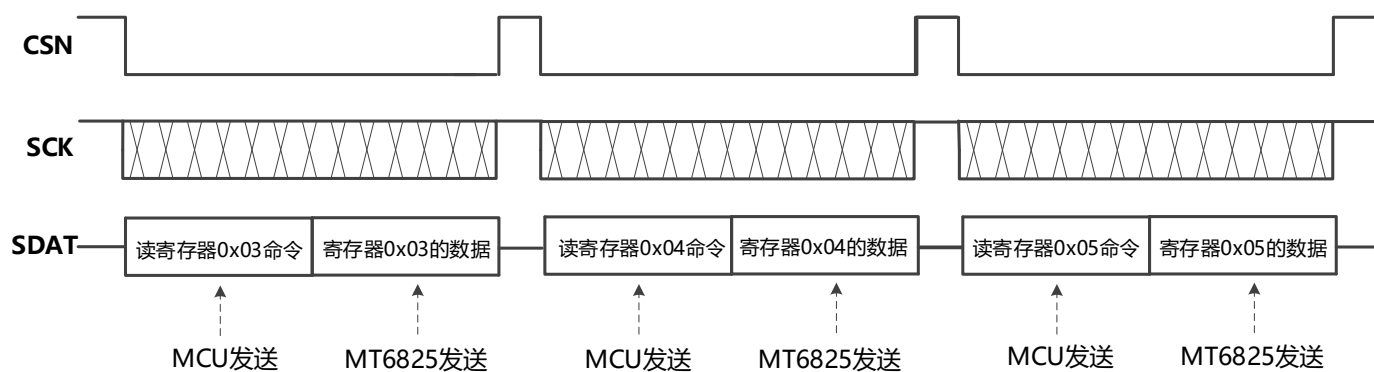 CSN
SCK
SDAT 读寄存器0x03命令 寄存器0x03的数据 读寄存器0x04命令 寄存器0x04的数据 读寄存器0x05命令 寄存器0x05的数据
MCU发送 MT6825发送 MCU发送 MT6825发送 MCU发送 MT6825发送